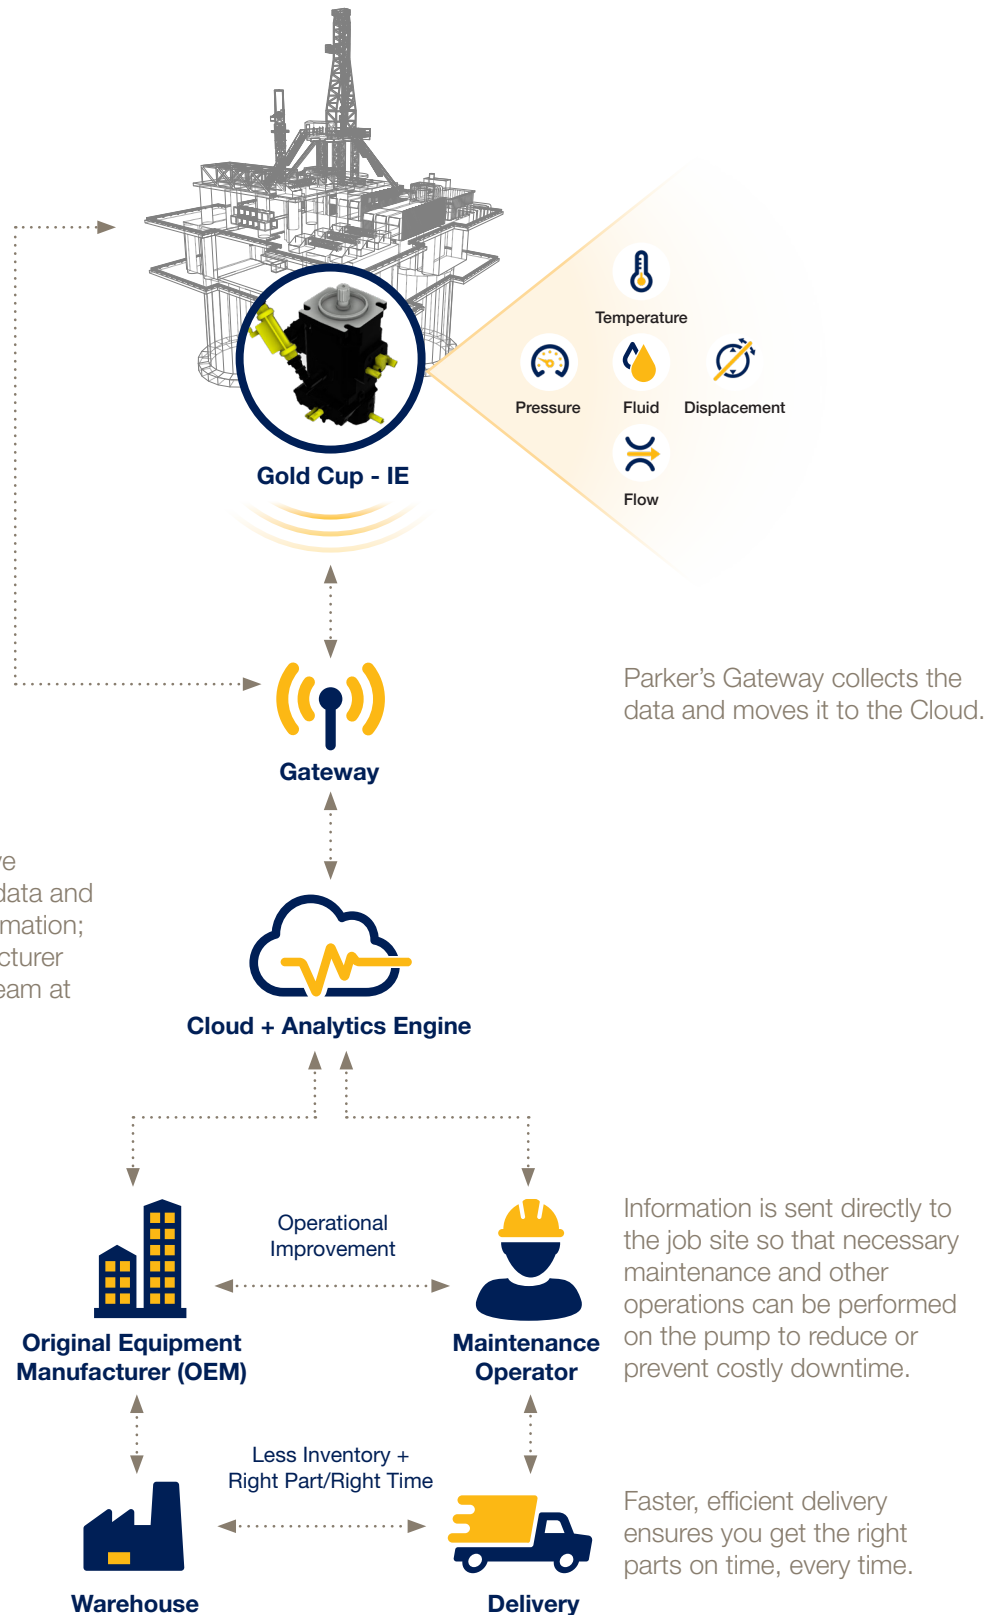 Temperature
Pressure
Fluid
Displacement
Flow
Gold Cup - IE
Parker’s Gateway collects the
data and moves it to the Cloud.
Gateway
data and
Cloud + Analytics Engine
Operational
Improvement
Original Equipment
Manufacturer (OEM)
Maintenance
Operator
Information is sent directly to
the job site so that necessary
maintenance and other
operations can be performed
on the pump to reduce or
prevent costly downtime.
Less Inventory +
Right Part/Right Time
Faster, efficient delivery
ensures you get the right
parts on time, every time.
Warehouse
Delivery